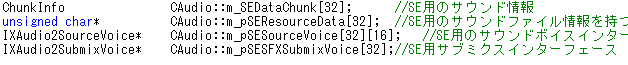 ChunkInfo CAudio::m_SEDataChunk[32]; //SE用のサウンド情報
unsigned char* CAudio::m_pSEResourceData[32]; //SE用のサウンドファイル情報を持つ
IXAudio2SourceVoice* CAudio::m_pSESourceVoice[32][16]; //SE用のサウンドボイスインター
IXAudio2SubmixVoice* CAudio::m_pSESFXSubmixVoice[32];//SE用サブミクスインターフェース